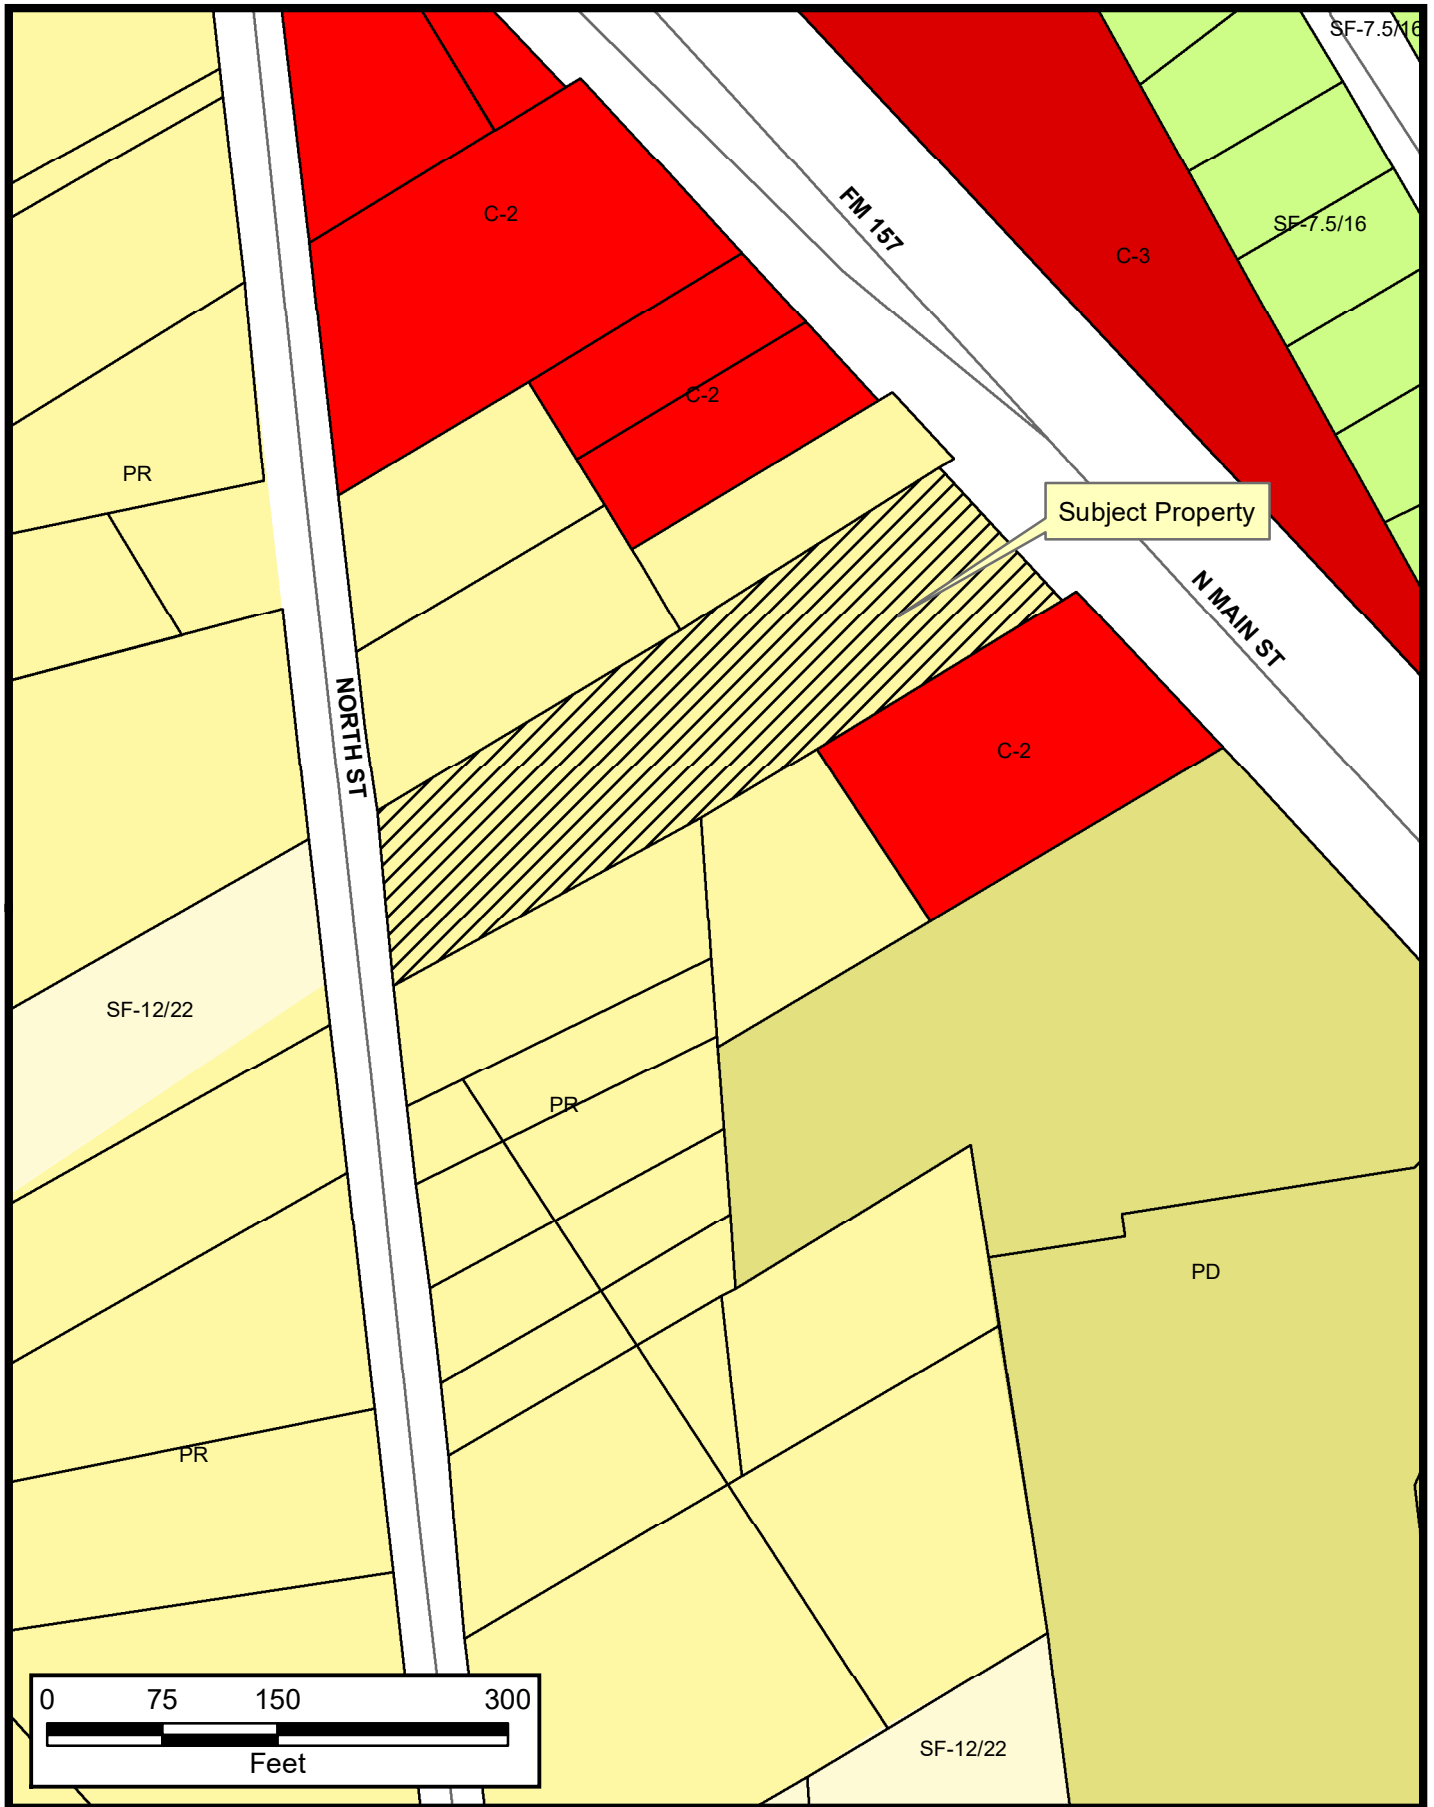 SF-7.5/16
C-2
FM 157
SF-7.5/16
C-3
C-2
PR
Subject Property
N MAIN ST
NORTH ST
C-2
SF-12/22
PR
PD
PR
0 75 150 300
Feet
SF-12/22